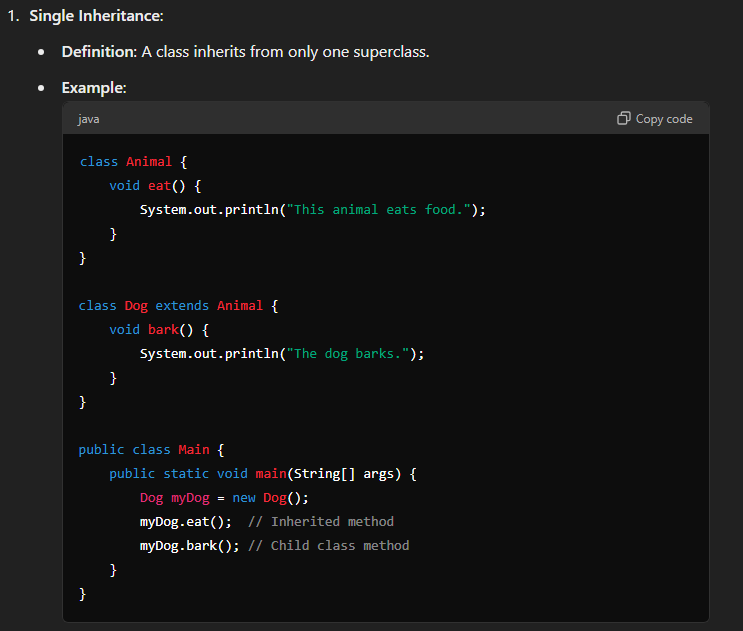 1. Single Inheritance:
• Definition: A class inherits from only one superclass.
• Example:
java Copy code
class Animal {
    void eat() {
        System.out.println("This animal eats food.");
    }
}

class Dog extends Animal {
    void bark() {
        System.out.println("The dog barks.");
    }
}

public class Main {
    public static void main(String[] args) {
        Dog myDog = new Dog();
        myDog.eat();  // Inherited method
        myDog.bark(); // Child class method
    }
}